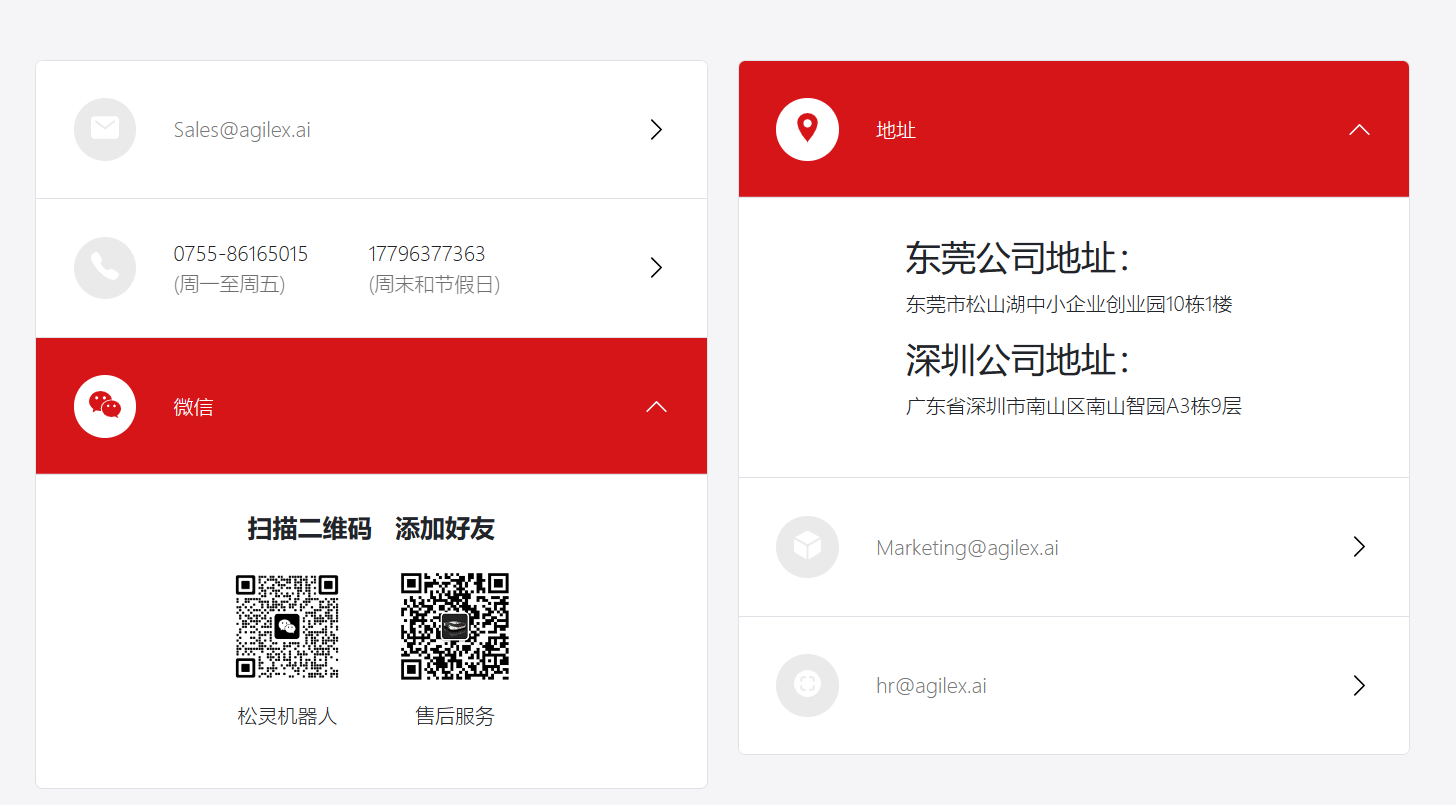 Sales@agilex.ai
0755-86165015
(周一至周五)
17796377363
(周末和节假日)
微信
扫描二维码 添加好友
松灵机器人
售后服务
地址
东莞公司地址：
东莞市松山湖中小企业创业园10栋1楼
深圳公司地址：
广东省深圳市南山区南山智园A3栋9层
Marketing@agilex.ai
hr@agilex.ai